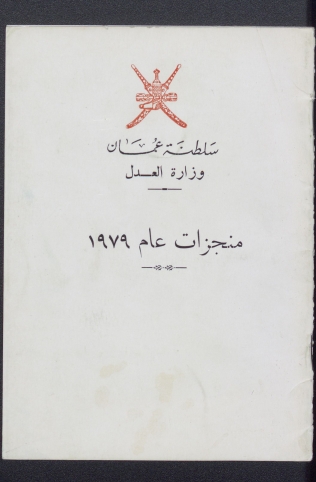 سلطنة عمان
وزارة العدل
منجزات عام ١٩٧٩